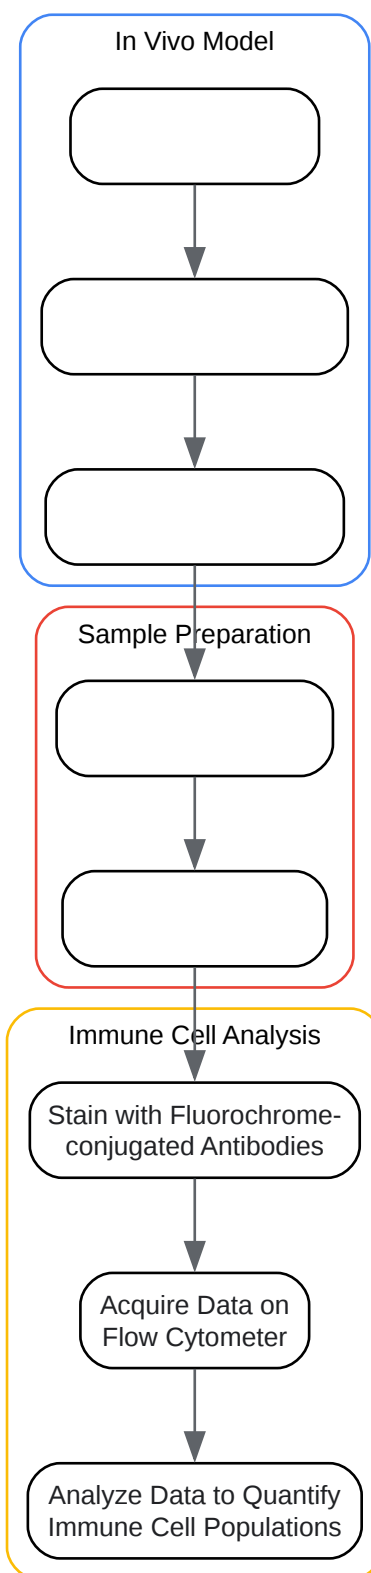 In Vivo Model
Sample Preparation
Immune Cell Analysis
Stain with Fluorochrome-
conjugated Antibodies
Acquire Data on
Flow Cytometer
Analyze Data to Quantify
Immune Cell Populations